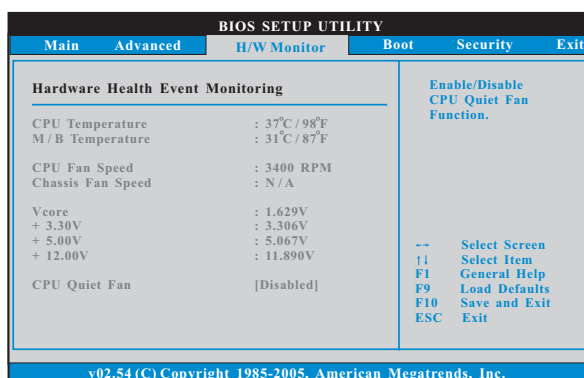 BIOS SETUP UTILITY
Main Advanced H/W Monitor Boot Security Exit
Hardware Health Event Monitoring
CPU Temperature : 37°C / 98°F
M / B Temperature : 31°C / 87°F
CPU Fan Speed : 3400 RPM
Chassis Fan Speed : N / A
Vcore : 1.629V
+ 3.30V : 3.306V
+ 5.00V : 5.067V
+ 12.00V : 11.890V
CPU Quiet Fan [Disabled]
Enable/Disable
CPU Quiet Fan
Function.
←→ Select Screen
↑↓ Select Item
F1 General Help
F9 Load Defaults
F10 Save and Exit
ESC Exit
v02.54 (C) Copyright 1985-2005, American Megatrends, Inc.